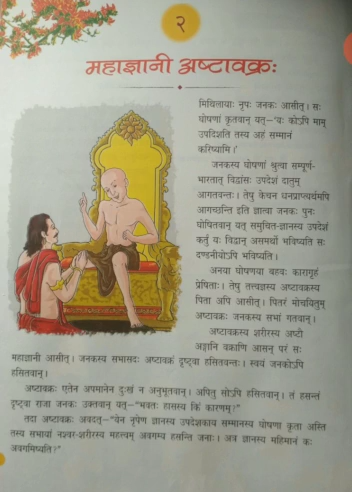 २
महाज्ञानी अष्टावक्रः
मिथिलायाः नृपः जनकः आसीत्। सः
घोषणां कृतवान् यत्-‘यः कोऽपि माम्
उपदिशति तस्य अहं सम्मानं
करिष्यामि।’
जनकस्य घोषणां श्रुत्वा सम्पूर्ण-
भारतात् विद्वांसः उपदेशं दातुम्
आगतवन्तः। तेषु केचन धनप्राप्त्यर्थमपि
आगच्छन्ति इति ज्ञात्वा जनकः पुनः
घोषितवान् यत् समुचित-ज्ञानस्य उपदेशं
कर्तुं यः विद्वान् असमर्थो भविष्यति सः
दण्डनीयोऽपि भविष्यति।
अनया घोषणया बहवः कारागृहं
प्रेषिताः। तेषु तत्त्वज्ञस्य अष्टावक्रस्य
पिता अपि आसीत्। पितरं मोचयितुम्
अष्टावक्रः जनकस्य सभां गतवान्।
अष्टावक्रस्य शरीरस्य अष्टौ
अङ्गानि वक्राणि आसन् परं सः
महाज्ञानी आसीत्। जनकस्य सभासदः अष्टावक्रं दृष्ट्वा हसितवन्तः। स्वयं जनकोऽपि
हसितवान्।
अष्टावक्रः एतेन अपमानेन दुःखं न अनुभूतवान्। अपितु सोऽपि हसितवान्। तं हसन्तं
दृष्ट्वा राजा जनकः उक्तवान् यत्-“भवतः हासस्य किं कारणम्?”
तदा अष्टावक्रः अवदत्-“येन नृपेण ज्ञानस्य उपदेशकाय सम्मानस्य घोषणा कृता अस्ति
तस्य सभायां नश्वर-शरीरस्य महत्त्वम् अवगम्य हसन्ति जनाः। अत्र ज्ञानस्य महिमानं कः
अवगमिष्यति?”